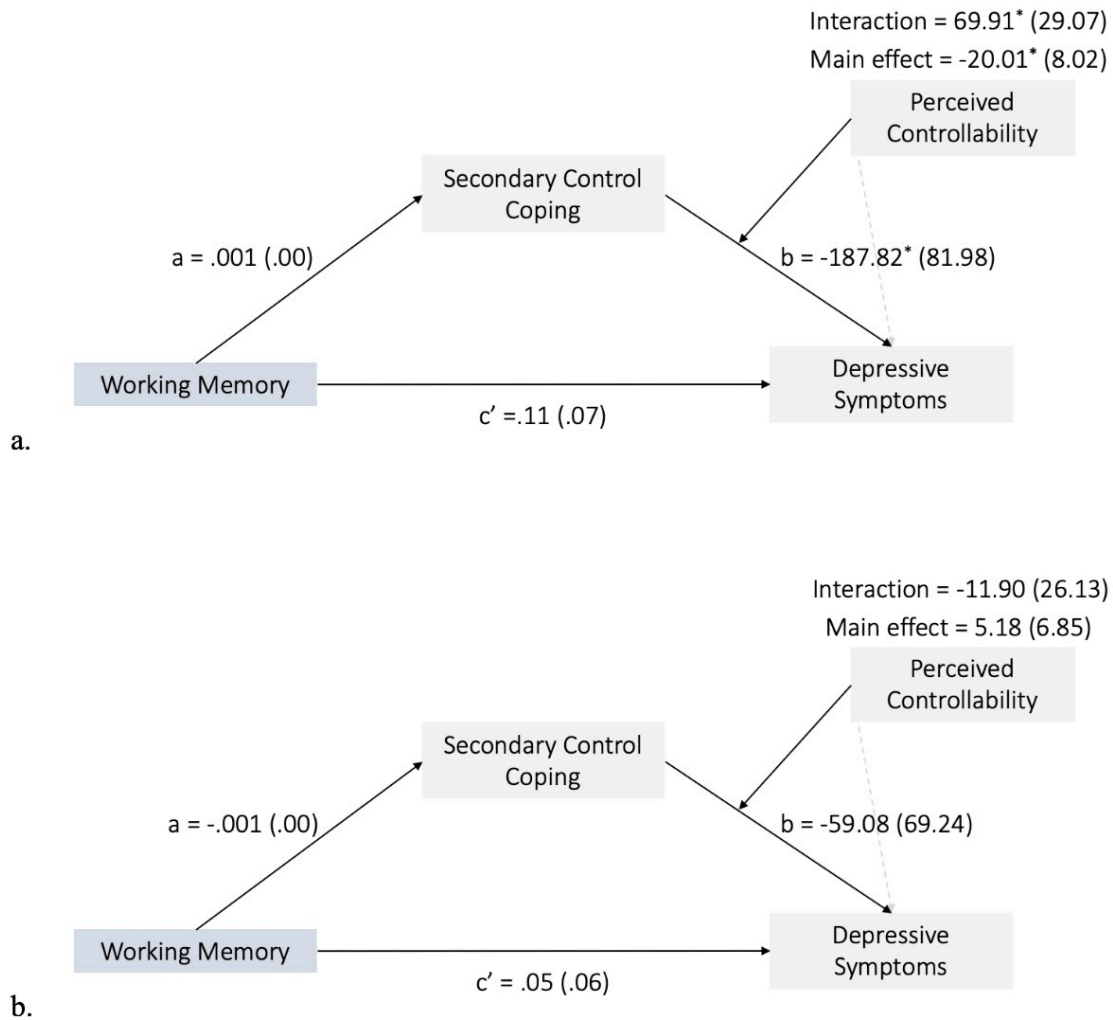 Interaction = 69.91* (29.07)
Main effect = -20.01* (8.02)
Perceived
Controllability
Secondary Control
Coping
a = .001 (.00)
b = -187.82* (81.98)
Working Memory
Depressive
Symptoms
c’ =.11 (.07)
a.
Interaction = -11.90 (26.13)
Main effect = 5.18 (6.85)
Perceived
Controllability
Secondary Control
Coping
a = -.001 (.00)
b = -59.08 (69.24)
Working Memory
Depressive
Symptoms
c’ = .05 (.06)
b.